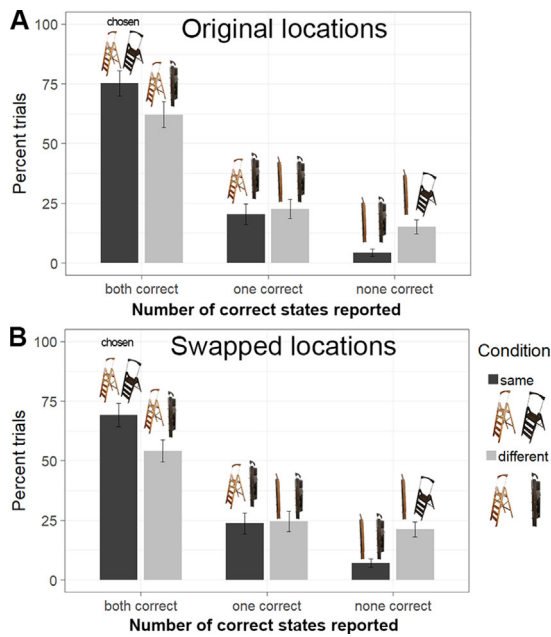 A
Original locations
chosen
100
75
50
25
0
Percent trials
both correct
one correct
none correct
Number of correct states reported
B
Swapped locations
chosen
100
75
50
25
0
Percent trials
both correct
one correct
none correct
Number of correct states reported
Condition
same
different